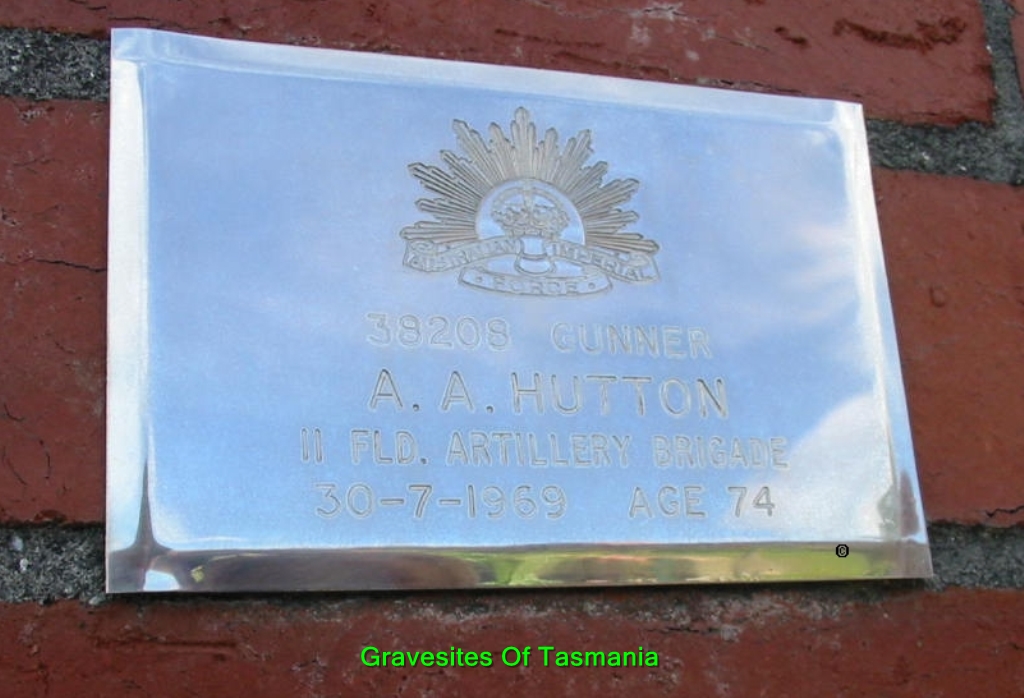 AUSTRALIAN IMPERIAL
FORCE
38208 GUNNER
A. A. HUTTON
11 FLD. ARTILLERY BRIGADE
30-7-1969 AGE 74
©
Gravesites Of Tasmania